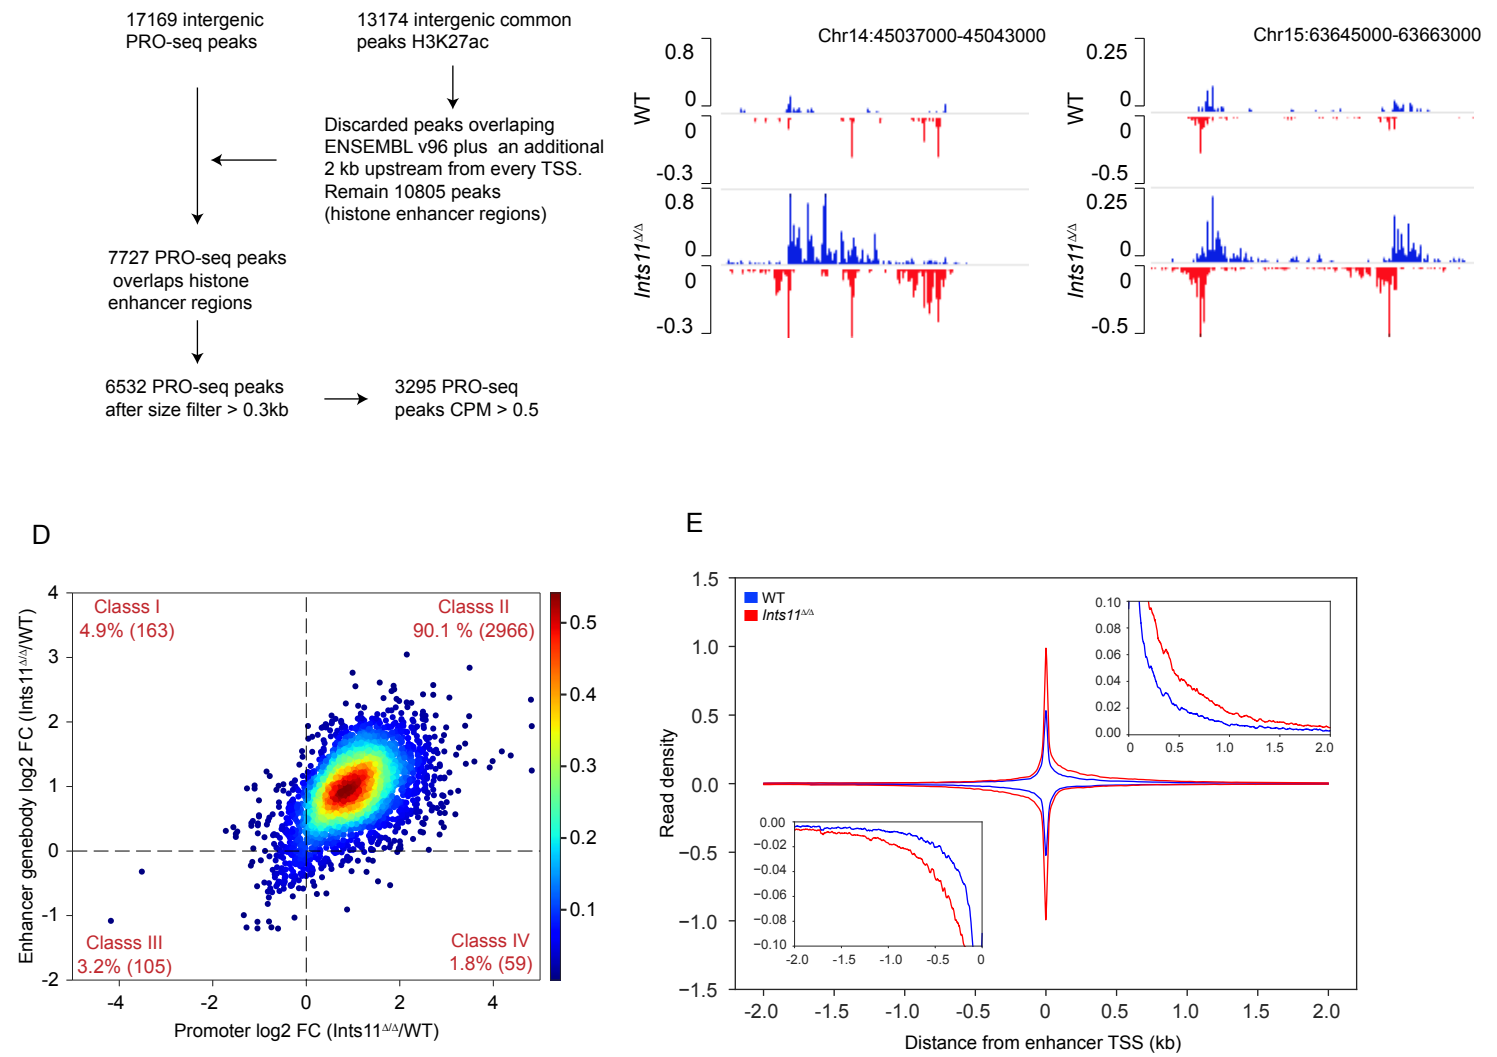 17169 intergenic
PRO-seq peaks
13174 intergenic common
peaks H3K27ac
Discarded peaks overlaping
ENSEMBL v96 plus an additional
2 kb upstream from every TSS.
Remain 10805 peaks
(histone enhancer regions)
7727 PRO-seq peaks
overlaps histone
enhancer regions
6532 PRO-seq peaks
after size filter > 0.3kb
3295 PRO-seq
peaks CPM > 0.5
Chr14:45037000-45043000
WT
0.8
0
0
-0.3
Ints11Δ/Δ
0.8
0
0
-0.3
Chr15:63645000-63663000
WT
0.25
0
0
-0.5
Ints11Δ/Δ
0.25
0
0
-0.5
D
Enhancer genebody log2 FC (Ints11Δ/Δ/WT)
4
3
2
1
0
-1
-2
Classs I
4.9% (163)
Classs II
90.1 % (2966)
Classs III
3.2% (105)
Classs IV
1.8% (59)
-4
-2
0
2
4
Promoter log2 FC (Ints11Δ/Δ/WT)
0.5
0.4
0.3
0.2
0.1
E
Read density
1.5
1.0
0.5
0.0
−0.5
−1.0
−1.5
WT
Ints11Δ/Δ
0.10
0.08
0.06
0.04
0.02
0.00
0
0.5
1.0
1.5
2.0
0.00
−0.02
−0.04
−0.06
−0.08
−0.10
-2.0
-1.5
-1.0
-0.5
0
-2.0
-1.5
-1.0
-0.5
0
0.5
1.0
1.5
2.0
Distance from enhancer TSS (kb)